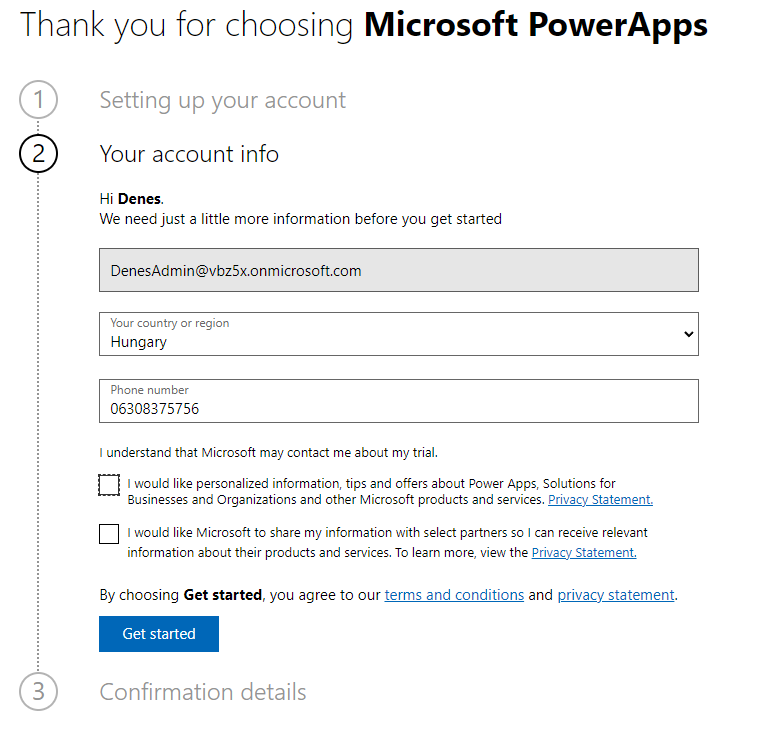 Thank you for choosing Microsoft PowerApps
1 Setting up your account
2 Your account info
Hi Denes.
We need just a little more information before you get started
DenesAdmin@vbz5x.onmicrosoft.com
Your country or region
Hungary
Phone number
06308375756
I understand that Microsoft may contact me about my trial.
I would like personalized information, tips and offers about Power Apps, Solutions for
Businesses and Organizations and other Microsoft products and services. Privacy Statement.
I would like Microsoft to share my information with select partners so I can receive relevant
information about their products and services. To learn more, view the Privacy Statement.
By choosing Get started, you agree to our terms and conditions and privacy statement.
Get started
3 Confirmation details